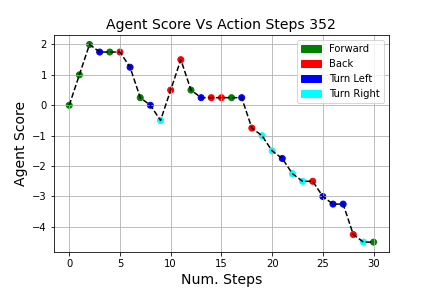 Agent Score Vs Action Steps 352
2
1
0
−1
−2
−3
−4
Agent Score
Forward
Back
Turn Left
Turn Right
0 5 10 15 20 25 30
Num. Steps